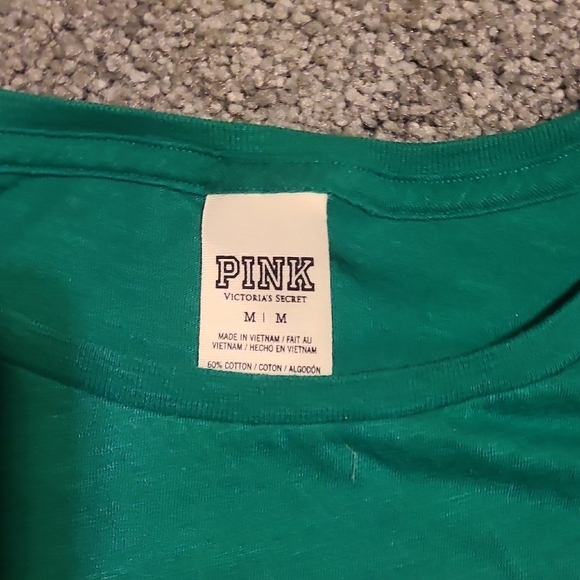 PINK
VICTORIA'S SECRET
M | M
MADE IN VIETNAM / FAIT AU
VIETNAM / HECHO EN VIETNAM
60% COTTON / COTON / ALGODÓN